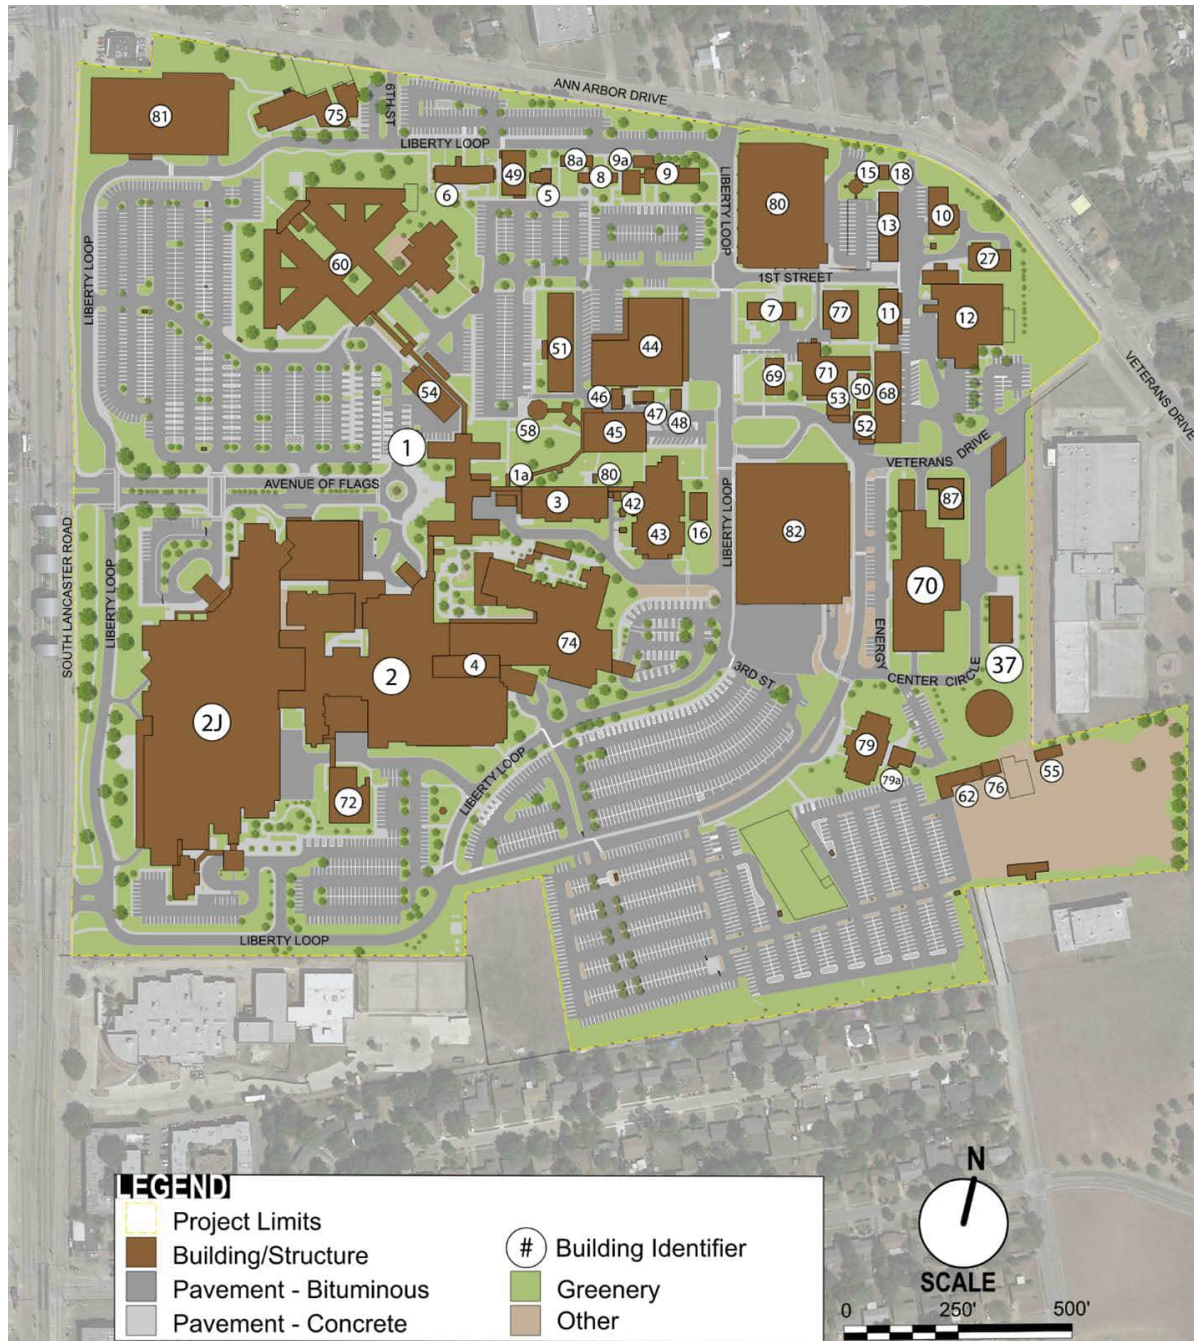 ANN ARBOR DRIVE
6TH ST
81
75
LIBERTY LOOP
8a
9a
49
8
9
6
5
15
18
LIBERTY LOOP
80
13
10
27
60
1ST STREET
LIBERTY LOOP
7
77
11
12
51
44
VETERANS DRIVE
54
69
71
50
53
68
46
47
48
58
45
52
1
VETERANS DRIVE
1a
80
AVENUE OF FLAGS
3
42
43
16
LIBERTY LOOP
82
87
SOUTH LANCASTER ROAD
LIBERTY LOOP
70
74
4
2
ENERGY
CENTER CIRCLE
37
3RD ST
2J
79
79a
55
62
76
72
LIBERTY LOOP
LIBERTY LOOP
LEGEND
Project Limits
Building/Structure
Pavement - Bituminous
Pavement - Concrete
# Building Identifier
Greenery
Other
N
SCALE
0 250' 500'